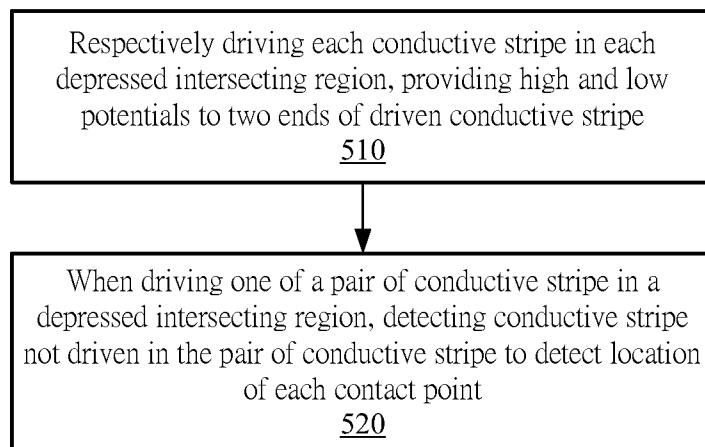 Respectively driving each conductive stripe in each
depressed intersecting region, providing high and low
potentials to two ends of driven conductive stripe
510
When driving one of a pair of conductive stripe in a
depressed intersecting region, detecting conductive stripe
not driven in the pair of conductive stripe to detect location
of each contact point
520